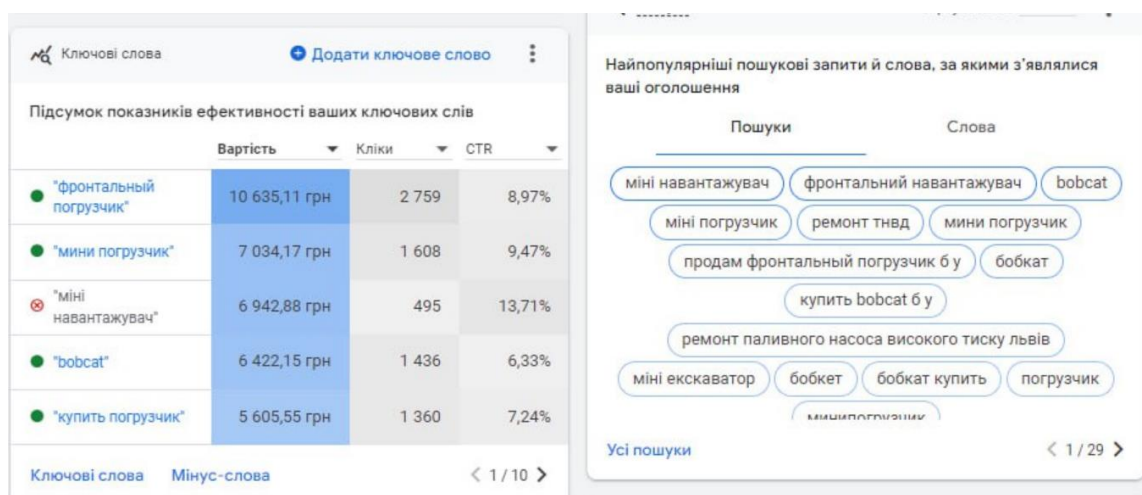 Ключові слова
Додати ключове слово
Підсумок показників ефективності ваших ключових слів
Вартість Кліки CTR
"фронтальный погрузчик" 10 635,11 грн 2 759 8,97%
"мини погрузчик" 7 034,17 грн 1 608 9,47%
"міні навантажувач" 6 942,88 грн 495 13,71%
"bobcat" 6 422,15 грн 1 436 6,33%
"купить погрузчик" 5 605,55 грн 1 360 7,24%
Ключові слова Мінус-слова 1 / 10
Найпопулярніші пошукові запити й слова, за якими з’являлися
ваші оголошення
Пошуки Слова
міні навантажувач фронтальний навантажувач bobcat
міні погрузчик ремонт тнвд мини погрузчик
продам фронтальный погрузчик б у бобкат
купить bobcat б у
ремонт паливного насоса високого тиску львів
міні екскаватор бобкет бобкат купить погрузчик
минипогрузчик
Усі пошуки 1 / 29